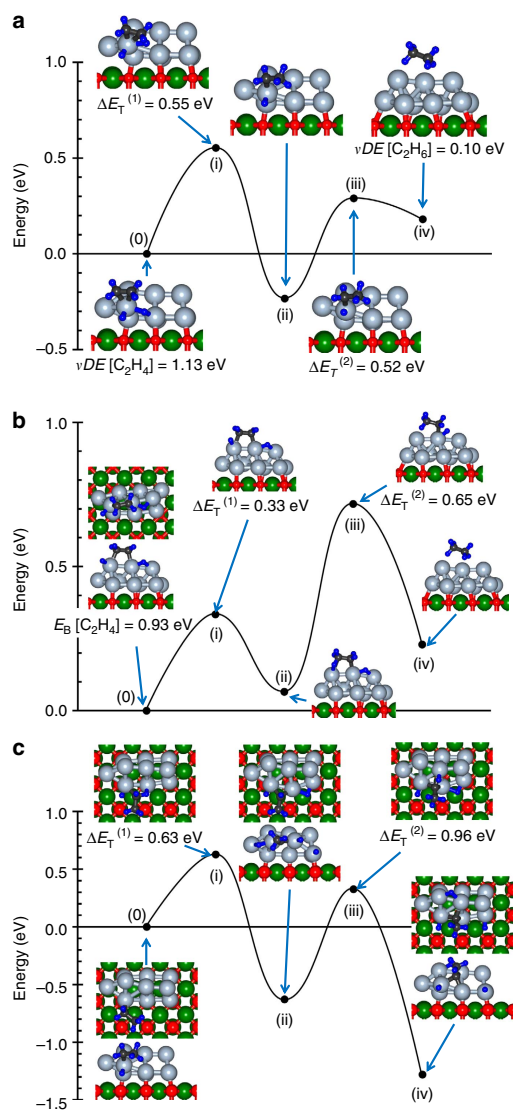 a
1.0
0.5
0.0
−0.5
Energy (eV)
ΔE_T^(1) = 0.55 eV
vDE [C2H6] = 0.10 eV
(0)
(i)
(ii)
(iii)
(iv)
vDE [C2H4] = 1.13 eV
ΔE_T^(2) = 0.52 eV
b
1.0
0.5
0.0
Energy (eV)
ΔE_T^(1) = 0.33 eV
ΔE_T^(2) = 0.65 eV
E_B [C2H4] = 0.93 eV
(0)
(i)
(ii)
(iii)
(iv)
c
1.0
0.5
0.0
−0.5
−1.0
−1.5
Energy (eV)
ΔE_T^(1) = 0.63 eV
ΔE_T^(2) = 0.96 eV
(0)
(i)
(ii)
(iii)
(iv)